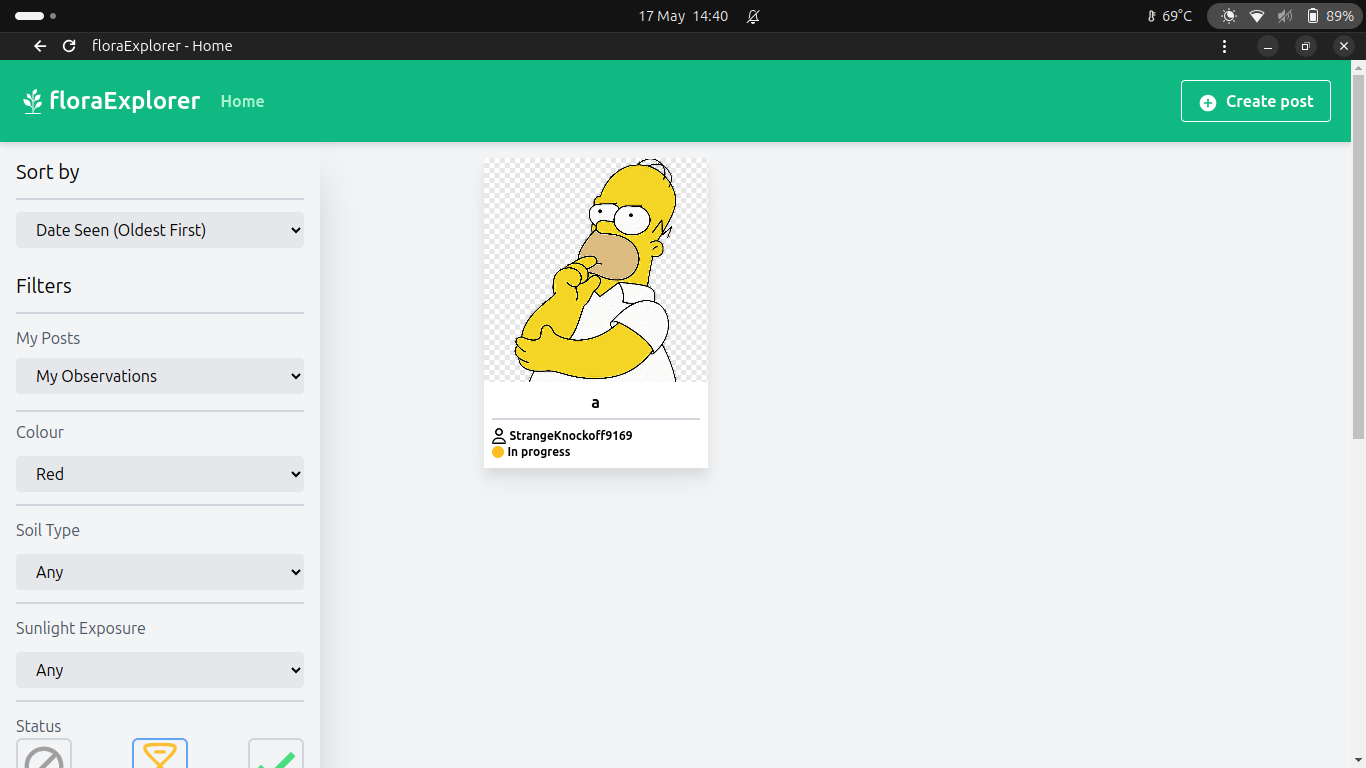 17 May 14:40
69°C
89%
floraExplorer - Home
floraExplorer
Home
Create post
Sort by
Date Seen (Oldest First)
Filters
My Posts
My Observations
Colour
Red
Soil Type
Any
Sunlight Exposure
Any
Status
a
StrangeKnockoff9169
In progress